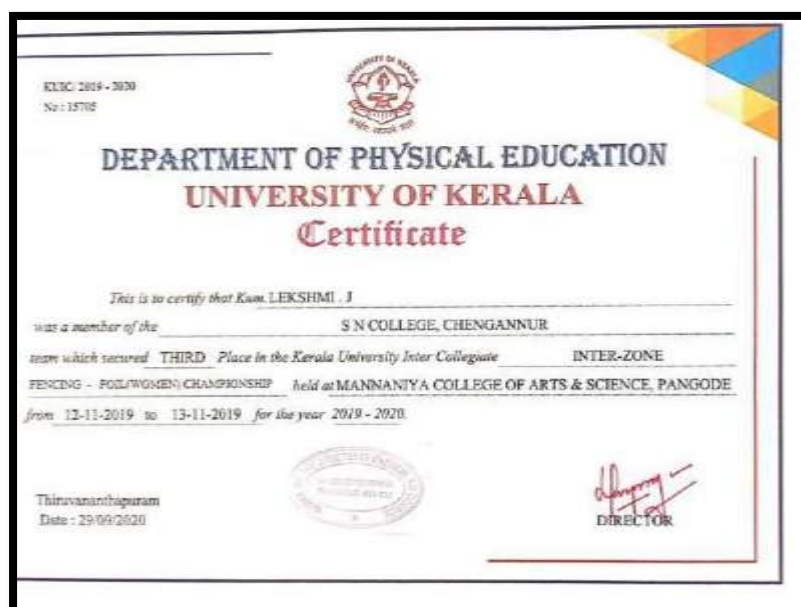 KUIC/ 2019 - 2020
No : 15705
UNIVERSITY OF KERALA
DEPARTMENT OF PHYSICAL EDUCATION
UNIVERSITY OF KERALA
Certificate
This is to certify that Kum. LEKSHMI . J
was a member of the S N COLLEGE, CHENGANNUR
team which secured THIRD Place in the Kerala University Inter Collegiate INTER-ZONE
FENCING - FOIL(WOMEN) CHAMPIONSHIP held at MANNANIYA COLLEGE OF ARTS & SCIENCE, PANGODE
from 12-11-2019 to 13-11-2019 for the year 2019 - 2020.
Thiruvananthapuram
Date : 29/09/2020
DIRECTOR